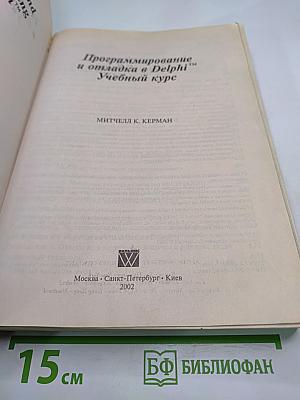 Программирование
и отладка в Delphi™
Учебный курс
МИТЧЕЛЛ К. КЕРМАН
Москва • Санкт-Петербург • Киев
2002
15 см
БФ БИБЛИОФАН